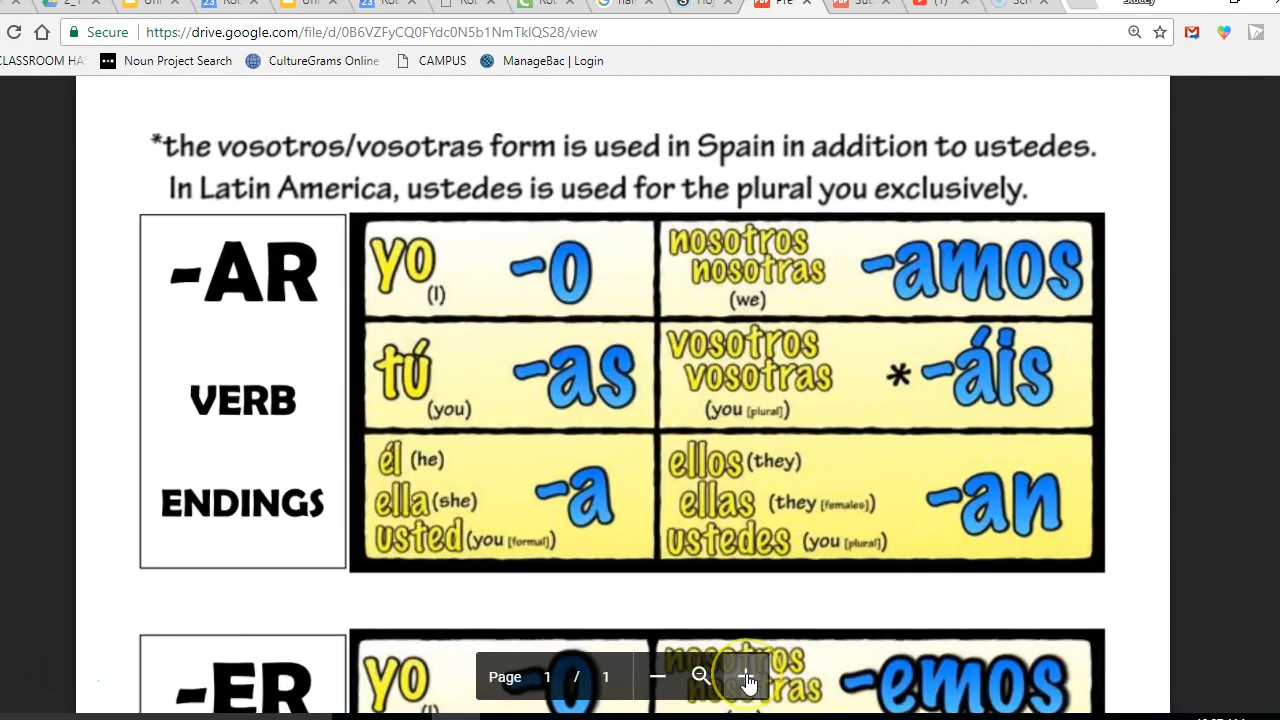 Secure https://drive.google.com/file/d/0B6VZFyCQ0FYdc0N5b1NmTklQS28/view
CLASSROOM HA Noun Project Search CultureGrams Online CAMPUS ManageBac | Login
*the vosotros/vosotras form is used in Spain in addition to ustedes.
In Latin America, ustedes is used for the plural you exclusively.
-AR
VERB
ENDINGS
yo (I) -o
nosotros
nosotras
(we)
-amos
tú (you) -as
vosotros
vosotras
(you [plural])
* -áis
él (he)
ella (she)
usted (you [formal])
-a
ellos (they)
ellas (they [females])
ustedes (you [plural])
-an
-ER
yo (I) -o
nosotros
nosotras
-emos
Page 1 / 1